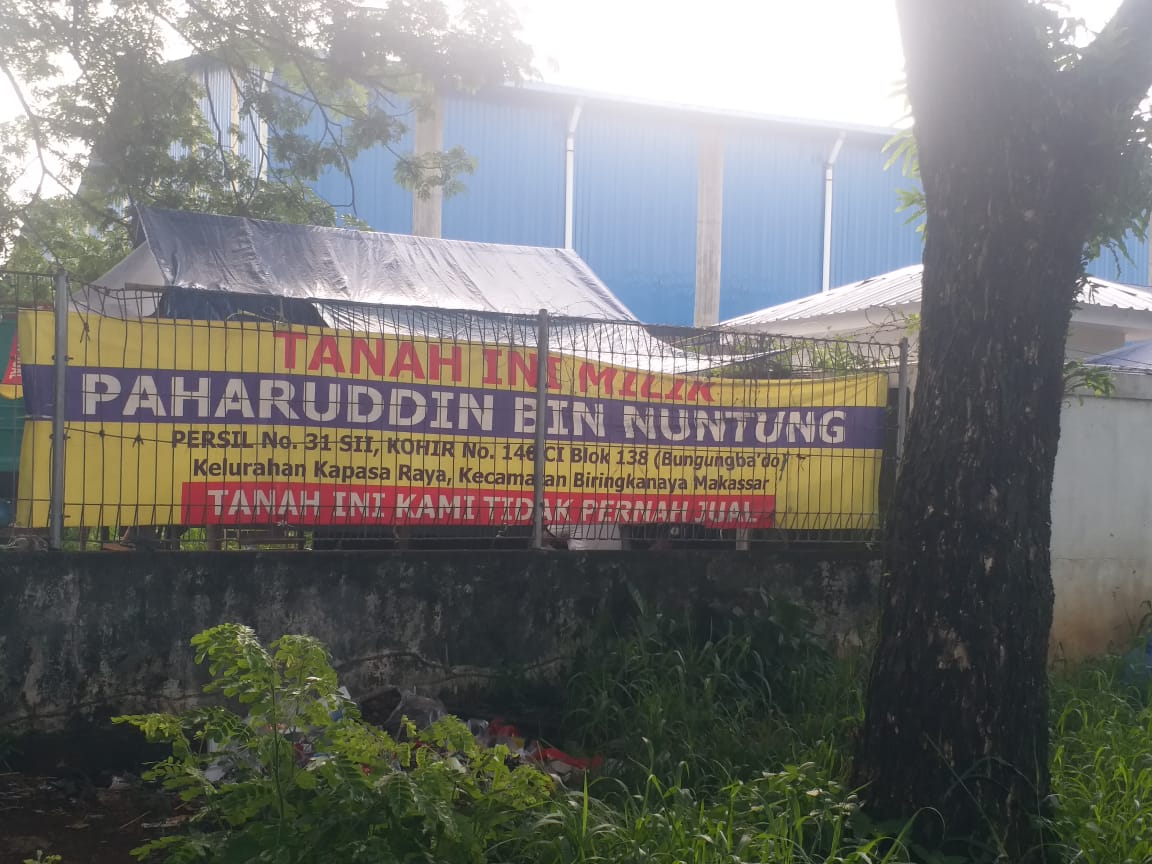 TANAH INI MILIK
PAHARUDDIN BIN NUNTUNG
PERSIL No. 31 SII, KOHIR No. 146 CI Blok 138 (Bungungba'do)
Kelurahan Kapasa Raya, Kecamatan Biringkanaya Makassar
TANAH INI KAMI TIDAK PERNAH JUAL